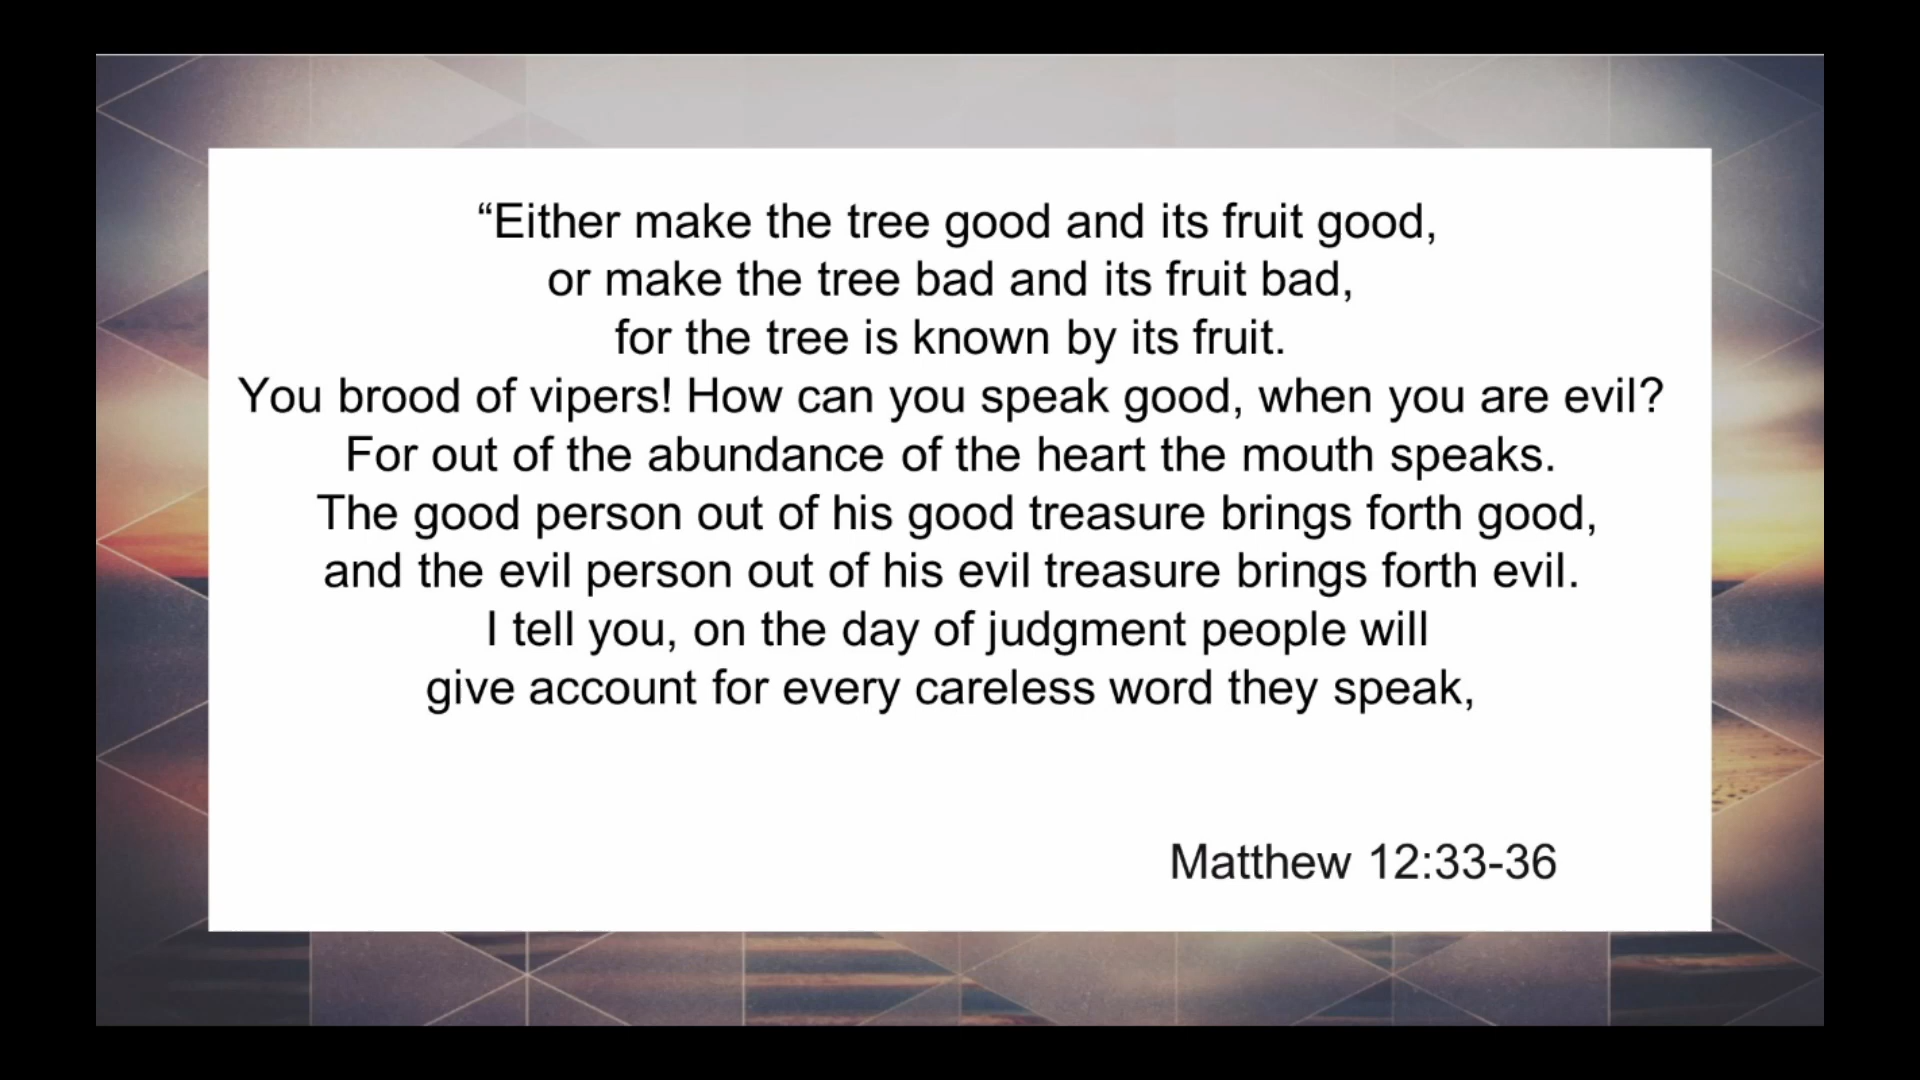 “Either make the tree good and its fruit good,
or make the tree bad and its fruit bad,
for the tree is known by its fruit.
You brood of vipers! How can you speak good, when you are evil?
For out of the abundance of the heart the mouth speaks.
The good person out of his good treasure brings forth good,
and the evil person out of his evil treasure brings forth evil.
I tell you, on the day of judgment people will
give account for every careless word they speak,
Matthew 12:33-36